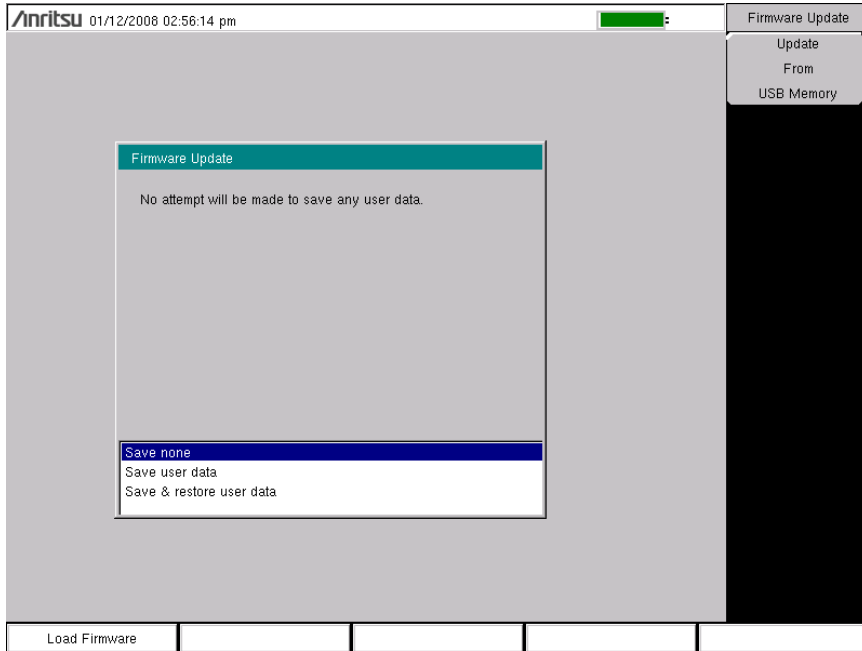 Anritsu 01/12/2008 02:56:14 pm
Firmware Update
Update
From
USB Memory
Firmware Update
No attempt will be made to save any user data.
Save none
Save user data
Save & restore user data
Load Firmware